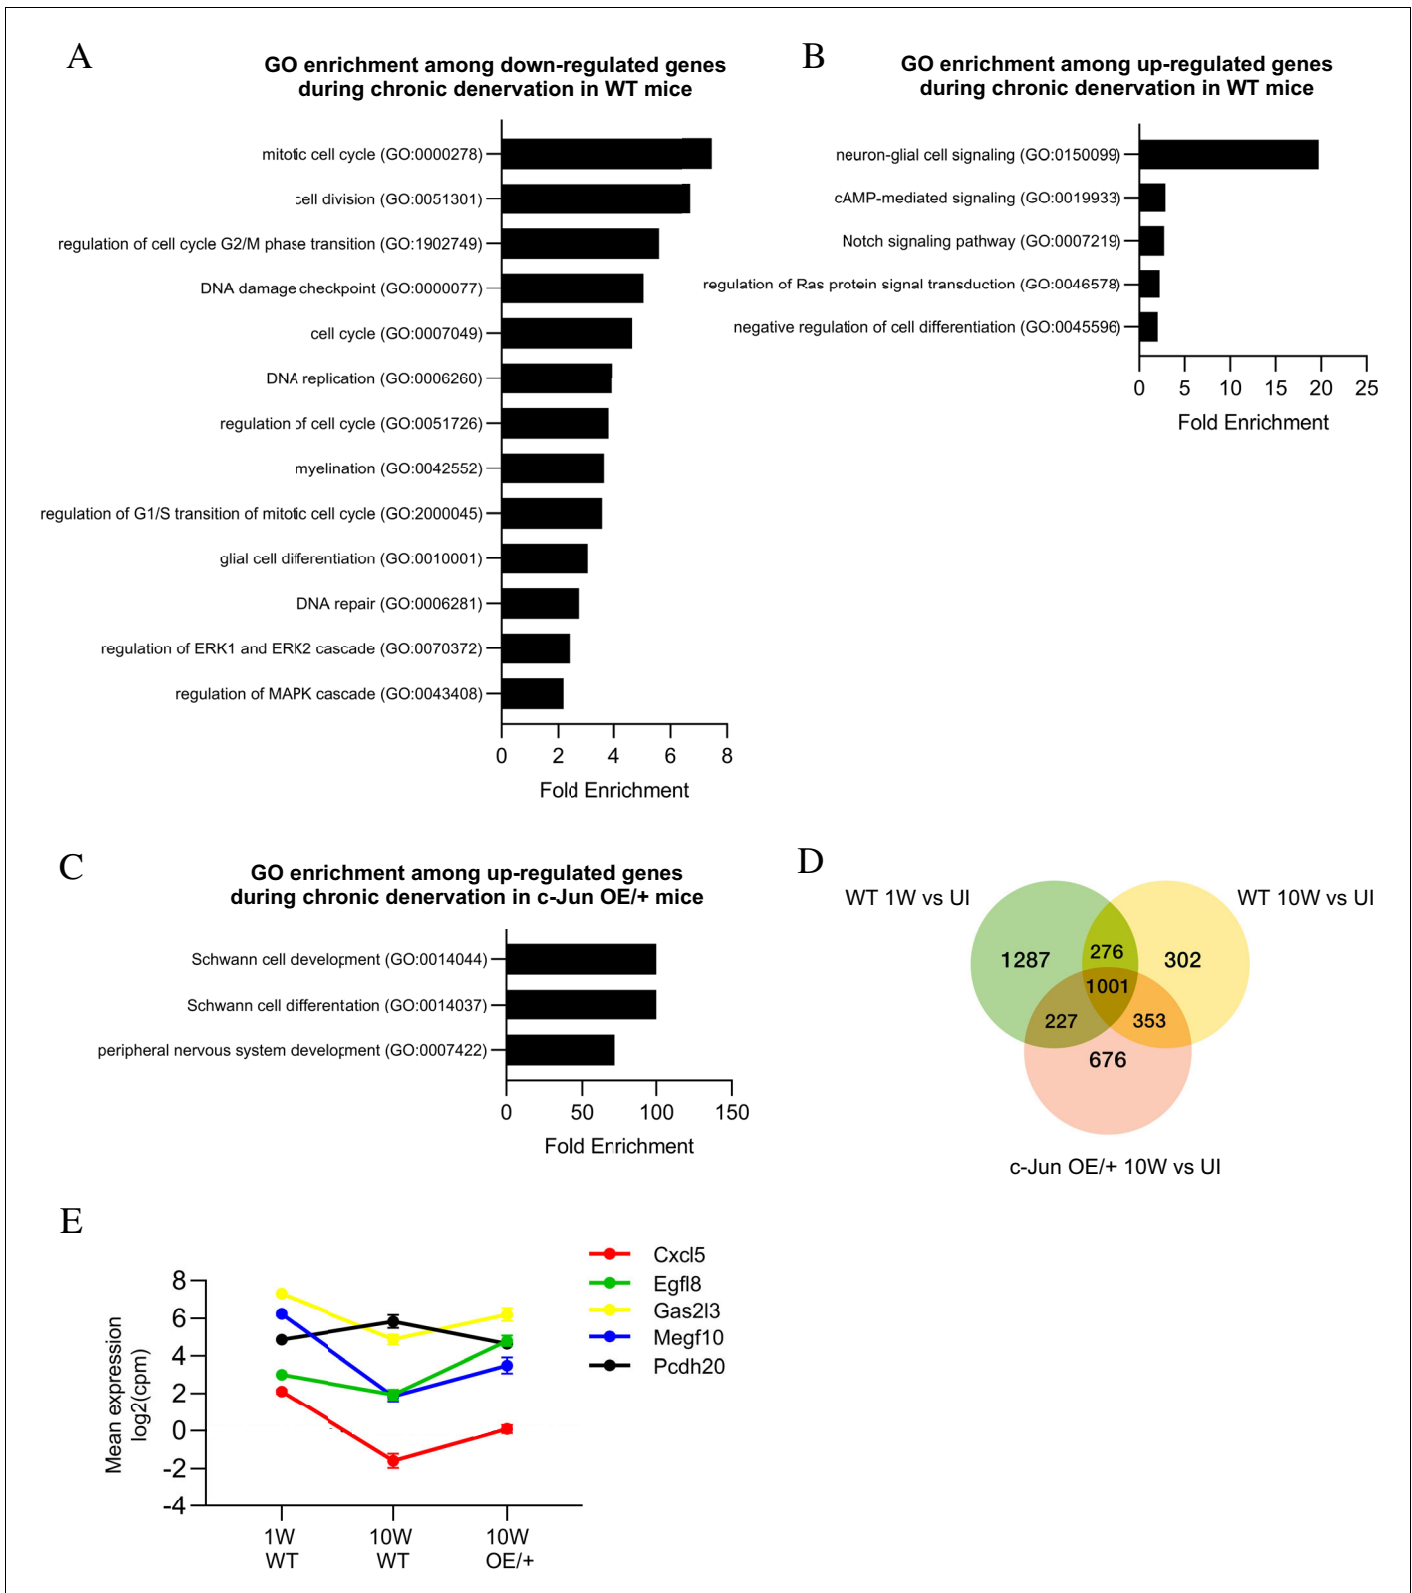 A
GO enrichment among down-regulated genes
during chronic denervation in WT mice
mitotic cell cycle (GO:0000278)
cell division (GO:0051301)
regulation of cell cycle G2/M phase transition (GO:1902749)
DNA damage checkpoint (GO:0000077)
cell cycle (GO:0007049)
DNA replication (GO:0006260)
regulation of cell cycle (GO:0051726)
myelination (GO:0042552)
regulation of G1/S transition of mitotic cell cycle (GO:2000045)
glial cell differentiation (GO:0010001)
DNA repair (GO:0006281)
regulation of ERK1 and ERK2 cascade (GO:0070372)
regulation of MAPK cascade (GO:0043408)
0 2 4 6 8
Fold Enrichment
B
GO enrichment among up-regulated genes
during chronic denervation in WT mice
neuron-glial cell signaling (GO:0150099)
cAMP-mediated signaling (GO:0019933)
Notch signaling pathway (GO:0007219)
regulation of Ras protein signal transduction (GO:0046578)
negative regulation of cell differentiation (GO:0045596)
0 5 10 15 20 25
Fold Enrichment
C
GO enrichment among up-regulated genes
during chronic denervation in c-Jun OE/+ mice
Schwann cell development (GO:0014044)
Schwann cell differentation (GO:0014037)
peripheral nervous system development (GO:0007422)
0 50 100 150
Fold Enrichment
D
WT 1W vs UI
WT 10W vs UI
1287
276
302
1001
227
353
676
c-Jun OE/+ 10W vs UI
E
Mean expression
log2(cpm)
8
6
4
2
0
-2
-4
1W
WT
10W
WT
10W
OE/+
Cxcl5
Egfl8
Gas2l3
Megf10
Pcdh20